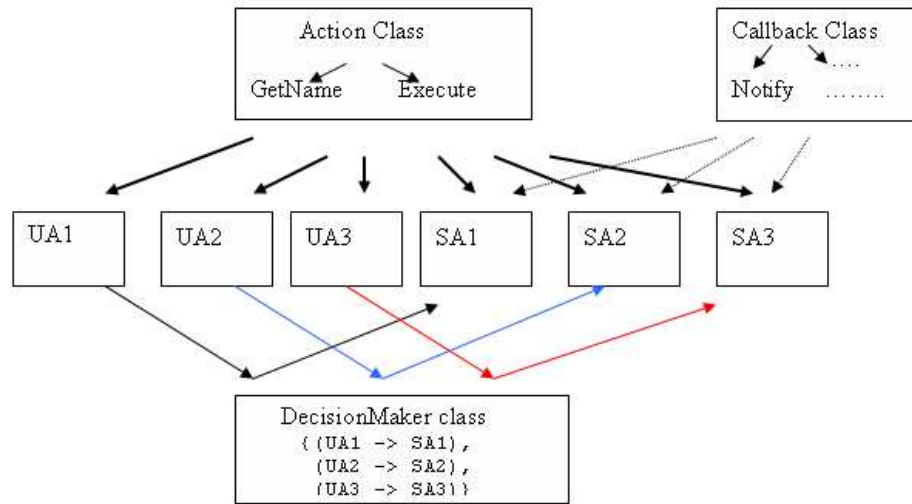 Action Class
GetName Execute
Callback Class
....
Notify ........
UA1 UA2 UA3 SA1 SA2 SA3
DecisionMaker class
{(UA1 -> SA1),
(UA2 -> SA2),
(UA3 -> SA3)}